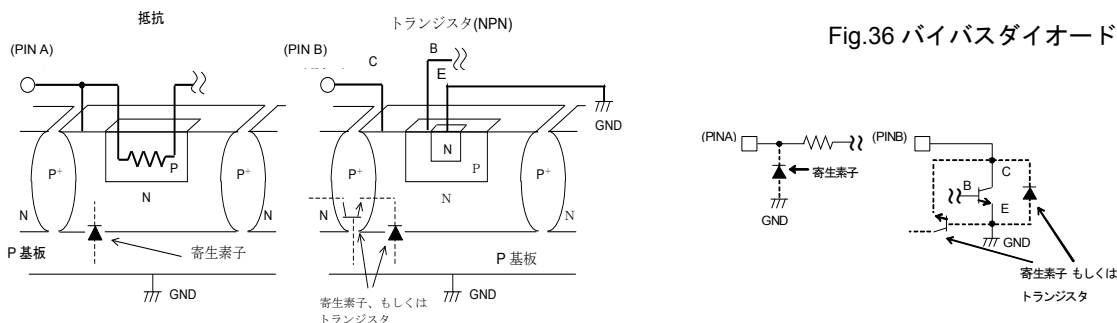 抵抗
トランジスタ(NPN)
Fig.36 バイパスダイオード
(PIN A)
(PIN B)
C
B
E
GND
P+
P
N
N
N
P+
P 基板
寄生素子
GND
P+
N
P
N
N
P+
N
P 基板
寄生素子、もしくは
トランジスタ
GND
(PINA)
寄生素子
GND
(PINB)
C
B
E
GND
寄生素子 もしくは
トランジスタ